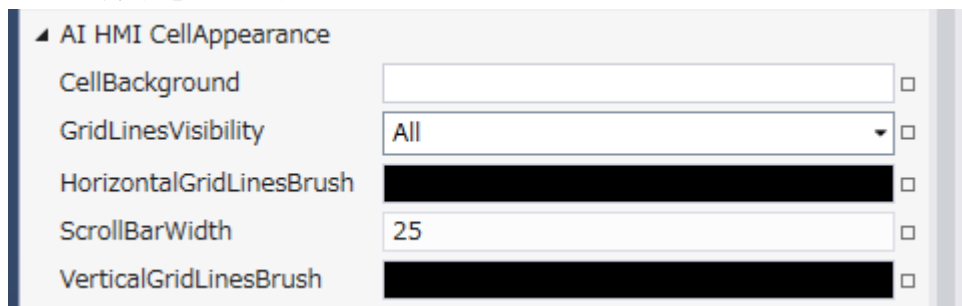 AI HMI CellAppearance
CellBackground
GridLinesVisibility All
HorizontalGridLinesBrush
ScrollBarWidth 25
VerticalGridLinesBrush